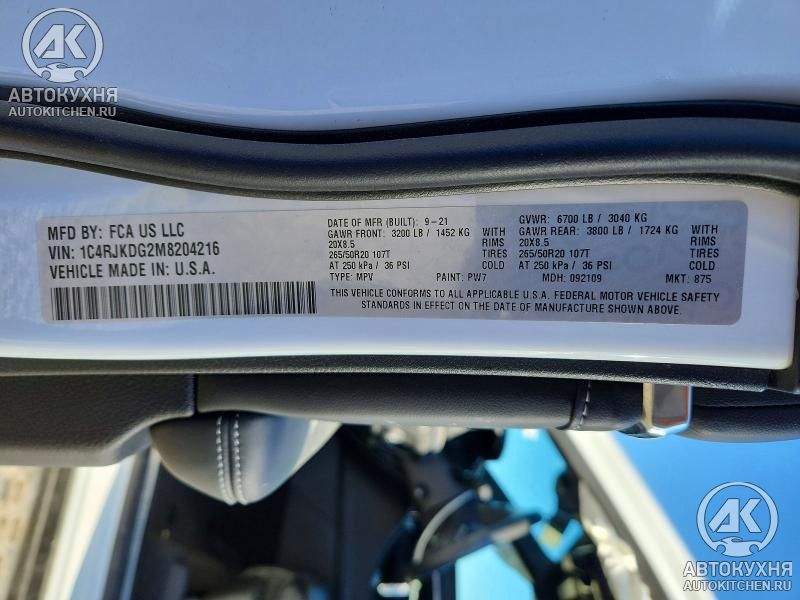 АК
АВТОКУХНЯ
AUTOKITCHEN.RU
MFD BY: FCA US LLC
VIN: 1C4RJKDG2M8204216
VEHICLE MADE IN U.S.A.
DATE OF MFR (BUILT): 9-21 GVWR: 6700 LB / 3040 KG
GAWR FRONT: 3200 LB / 1452 KG WITH GAWR REAR: 3800 LB / 1724 KG WITH
20X8.5 RIMS 20X8.5 RIMS
265/50R20 107T TIRES 265/50R20 107T TIRES
AT 250 kPa / 36 PSI COLD AT 250 kPa / 36 PSI COLD
TYPE: MPV PAINT: PW7 MDH: 092109 MKT: 875
THIS VEHICLE CONFORMS TO ALL APPLICABLE U.S.A. FEDERAL MOTOR VEHICLE SAFETY
STANDARDS IN EFFECT ON THE DATE OF MANUFACTURE SHOWN ABOVE.
АК
АВТОКУХНЯ
AUTOKITCHEN.RU